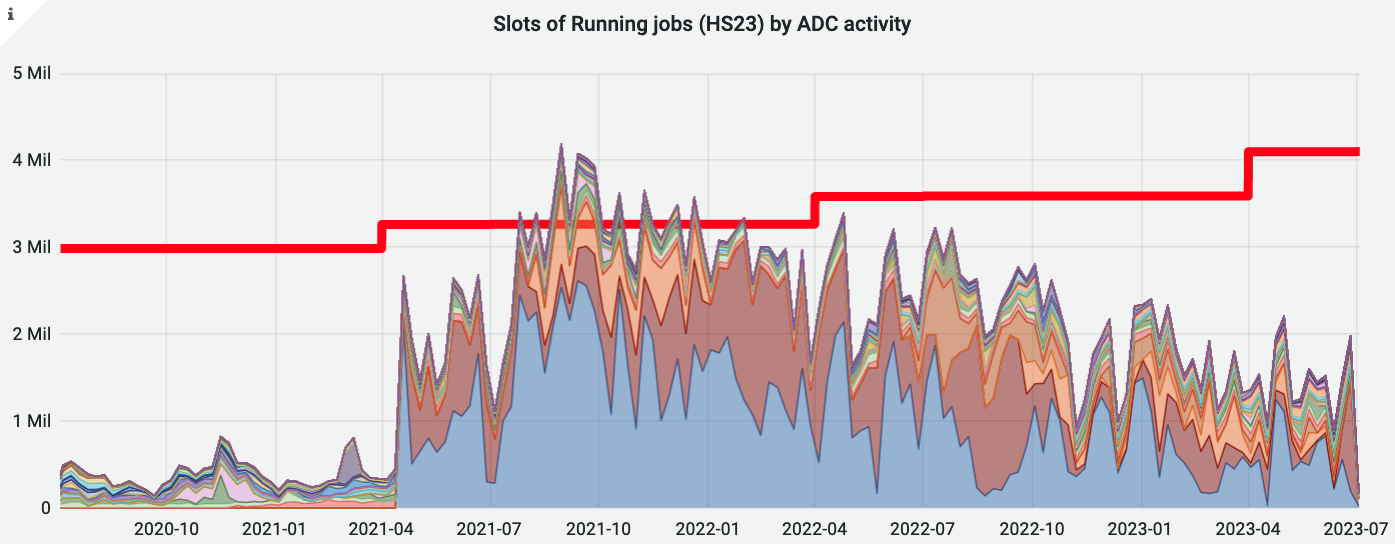 i
Slots of Running jobs (HS23) by ADC activity
5 Mil
4 Mil
3 Mil
2 Mil
1 Mil
0
2020-10 2021-01 2021-04 2021-07 2021-10 2022-01 2022-04 2022-07 2022-10 2023-01 2023-04 2023-07